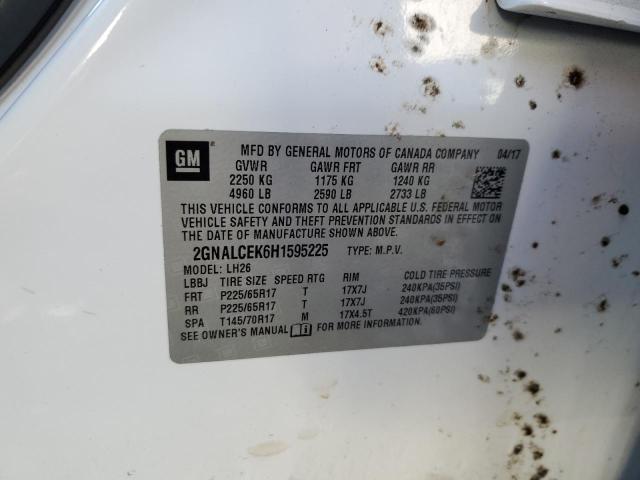 GM
MFD BY GENERAL MOTORS OF CANADA COMPANY 04/17
GVWR GAWR FRT GAWR RR
2250 KG 1175 KG 1240 KG
4960 LB 2590 LB 2733 LB
THIS VEHICLE CONFORMS TO ALL APPLICABLE U.S. FEDERAL MOTOR
VEHICLE SAFETY AND THEFT PREVENTION STANDARDS IN EFFECT ON
THE DATE OF MANUFACTURE SHOWN ABOVE.
2GNALCEK6H1595225 TYPE: M.P.V.
MODEL: LH26
LBBJ TIRE SIZE SPEED RTG RIM COLD TIRE PRESSURE
FRT P225/65R17 T 17X7J 240KPA(35PSI)
RR P225/65R17 T 17X7J 240KPA(35PSI)
SPA T145/70R17 M 17X4.5T 420KPA(60PSI)
SEE OWNER'S MANUAL FOR MORE INFORMATION